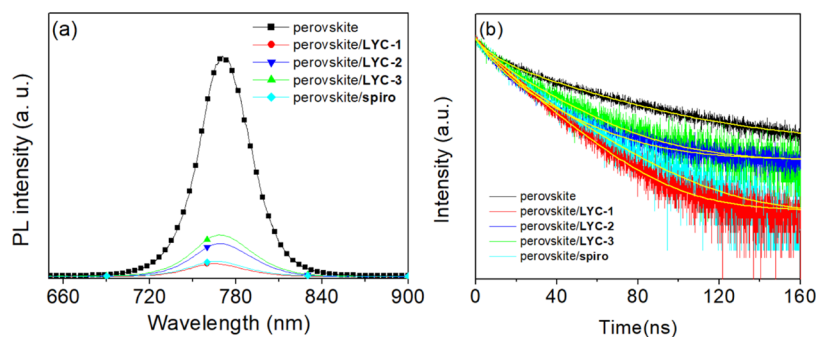 (a)
perovskite
perovskite/LYC-1
perovskite/LYC-2
perovskite/LYC-3
perovskite/spiro
PL intensity (a. u.)
660 720 780 840 900
Wavelength (nm)
(b)
Intensity (a.u.)
perovskite
perovskite/LYC-1
perovskite/LYC-2
perovskite/LYC-3
perovskite/spiro
0 40 80 120 160
Time(ns)